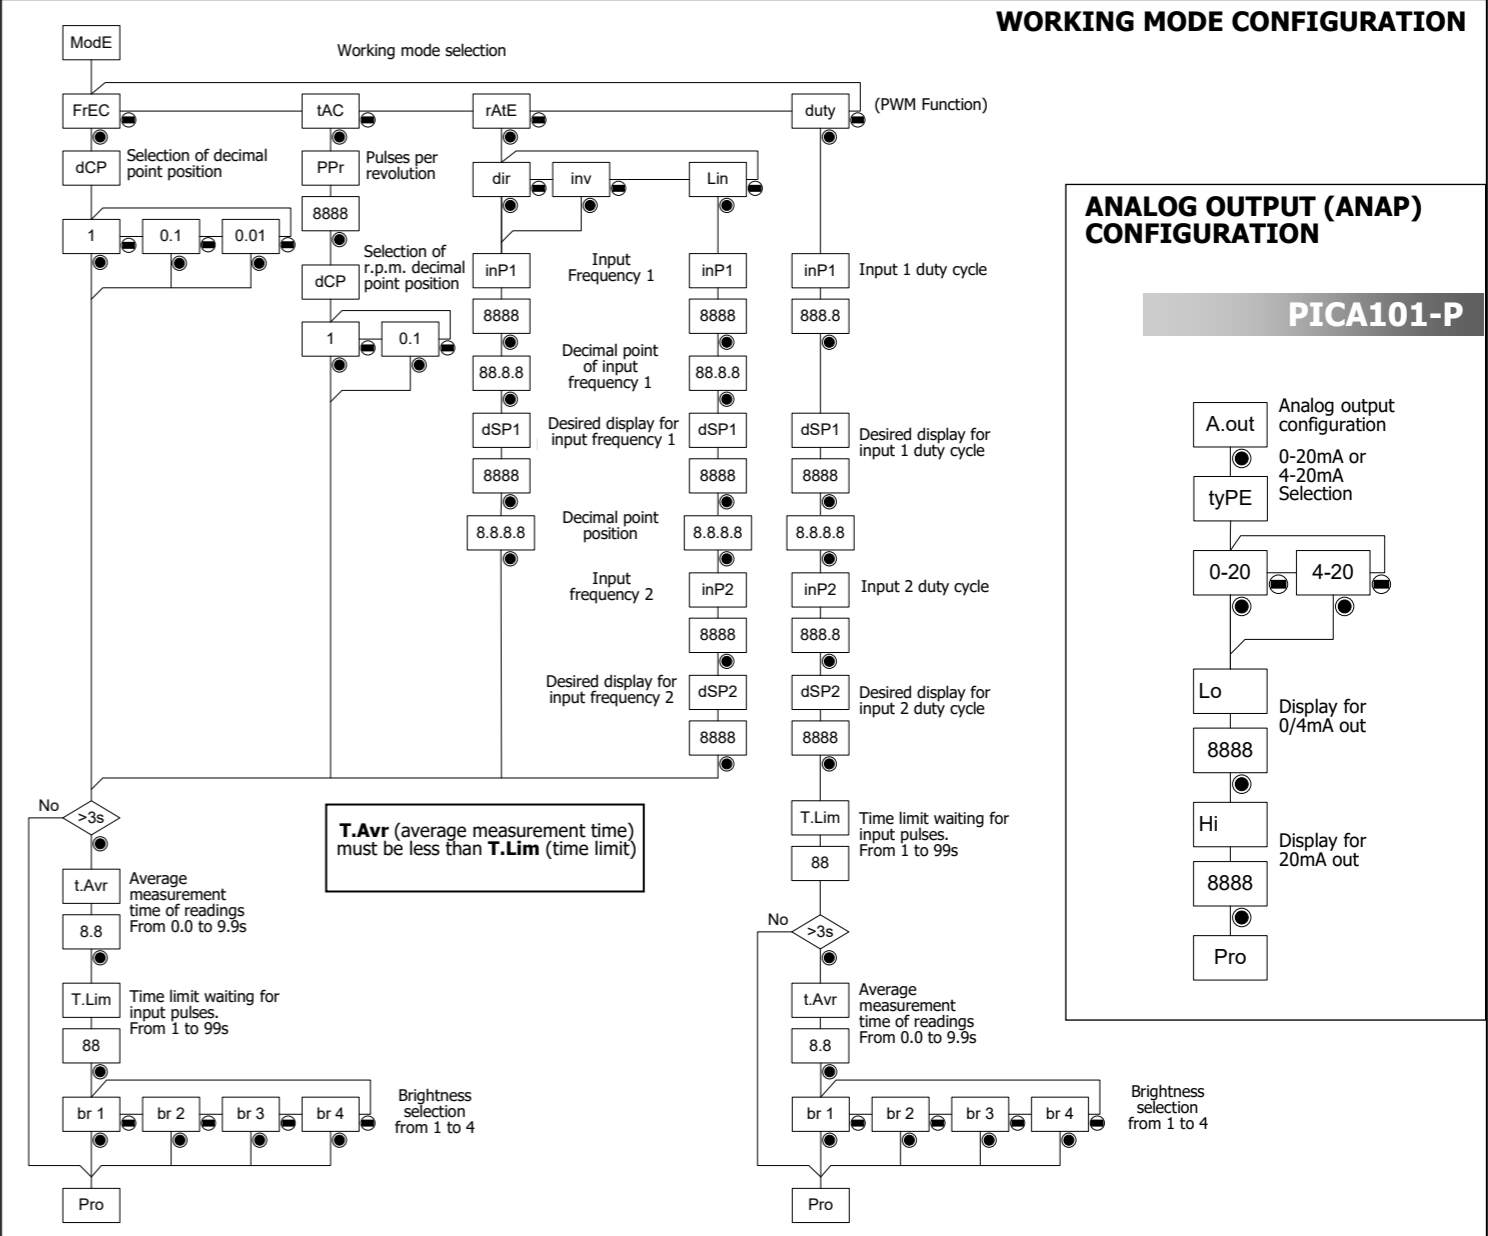 WORKING MODE CONFIGURATION
ModE
Working mode selection
FrEC
tAC
rAtE
duty
(PWM Function)
dCP
Selection of decimal
point position
1
0.1
0.01
PPr
Pulses per
revolution
8888
dCP
Selection of
r.p.m. decimal
point position
1
0.1
dir
inv
Lin
inP1
Input
Frequency 1
inP1
8888
8888
88.8.8
Decimal point
of input
frequency 1
88.8.8
dSP1
Desired display for
input frequency 1
dSP1
8888
8888
8.8.8.8
Decimal point
position
8.8.8.8
Input
frequency 2
inP2
8888
Desired display for
input frequency 2
dSP2
8888
inP1
Input 1 duty cycle
888.8
dSP1
Desired display for
input 1 duty cycle
8888
8.8.8.8
inP2
Input 2 duty cycle
888.8
dSP2
Desired display for
input 2 duty cycle
8888
T.Lim
Time limit waiting for
input pulses.
From 1 to 99s
88
No
>3s
t.Avr
Average
measurement
time of readings
From 0.0 to 9.9s
8.8
br 1
br 2
br 3
br 4
Brightness
selection
from 1 to 4
Pro
No
>3s
T.Avr (average measurement time)
must be less than T.Lim (time limit)
t.Avr
Average
measurement
time of readings
From 0.0 to 9.9s
8.8
T.Lim
Time limit waiting for
input pulses.
From 1 to 99s
88
br 1
br 2
br 3
br 4
Brightness
selection
from 1 to 4
Pro
ANALOG OUTPUT (ANAP)
CONFIGURATION
PICA101-P
A.out
Analog output
configuration
0-20mA or
4-20mA
Selection
tyPE
0-20
4-20
Lo
Display for
0/4mA out
8888
Hi
Display for
20mA out
8888
Pro